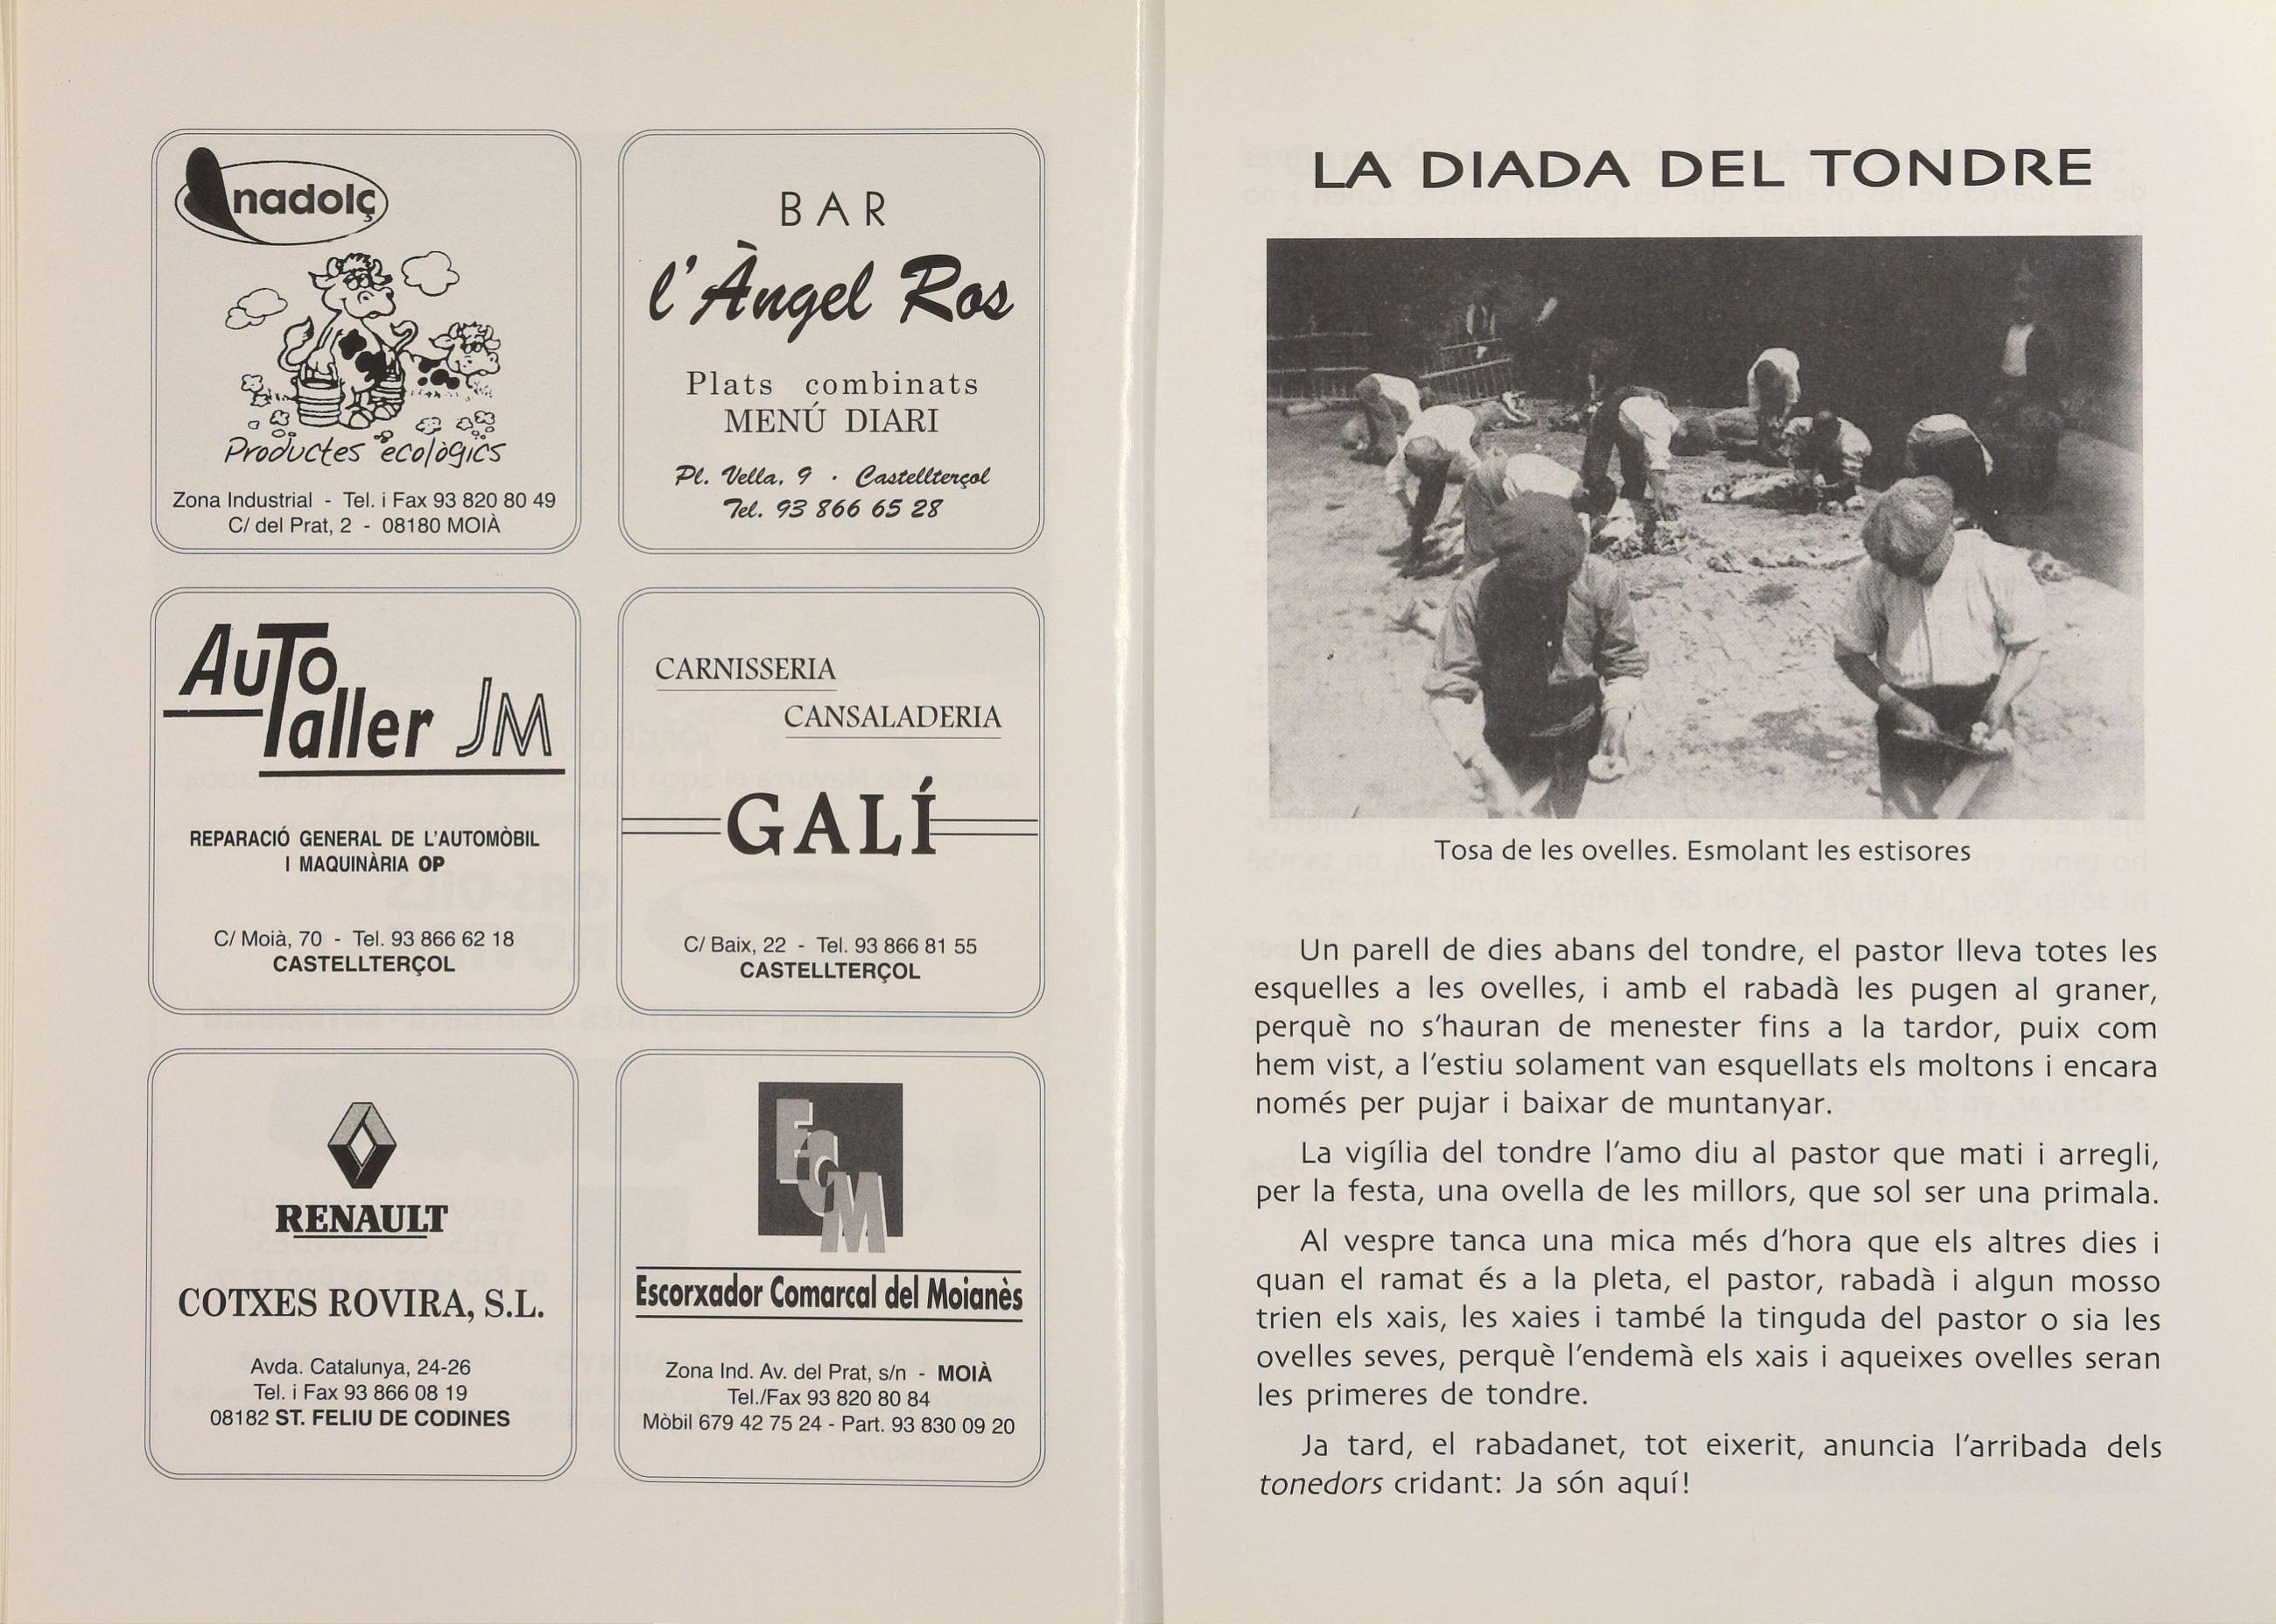 Anadolç
Productes ecològics
Zona Industrial - Tel. i Fax 93 820 80 49
C/ del Prat, 2 - 08180 MOIÀ
BAR
l'Àngel Ros
Plats combinats
MENÚ DIARI
Pl. Vella, 9 · Castellterçol
Tel. 93 866 65 28
AuTo
Taller JM
REPARACIÓ GENERAL DE L'AUTOMÒBIL
I MAQUINÀRIA OP
C/ Moià, 70 - Tel. 93 866 62 18
CASTELLTERÇOL
CARNISSERIA
CANSALADERIA
GALÍ
C/ Baix, 22 - Tel. 93 866 81 55
CASTELLTERÇOL
RENAULT
COTXES ROVIRA, S.L.
Avda. Catalunya, 24-26
Tel. i Fax 93 866 08 19
08182 ST. FELIU DE CODINES
ECM
Escorxador Comarcal del Moianès
Zona Ind. Av. del Prat, s/n - MOIÀ
Tel./Fax 93 820 80 84
Mòbil 679 42 75 24 - Part. 93 830 09 20
LA DIADA DEL TONDRE
Tosa de les ovelles. Esmolant les estisores
Un parell de dies abans del tondre, el pastor lleva totes les
esquelles a les ovelles, i amb el rabadà les pugen al graner,
perquè no s'hauran de menester fins a la tardor, puix com
hem vist, a l'estiu solament van esquellats els moltons i encara
només per pujar i baixar de muntanyar.
La vigília del tondre l'amo diu al pastor que mati i arregli,
per la festa, una ovella de les millors, que sol ser una primala.
Al vespre tanca una mica més d'hora que els altres dies i
quan el ramat és a la pleta, el pastor, rabadà i algun mosso
trien els xais, les xaies i també la tinguda del pastor o sia les
ovelles seves, perquè l'endemà els xais i aqueixes ovelles seran
les primeres de tondre.
Ja tard, el rabadanet, tot eixerit, anuncia l'arribada dels
tonedors cridant: Ja són aquí!